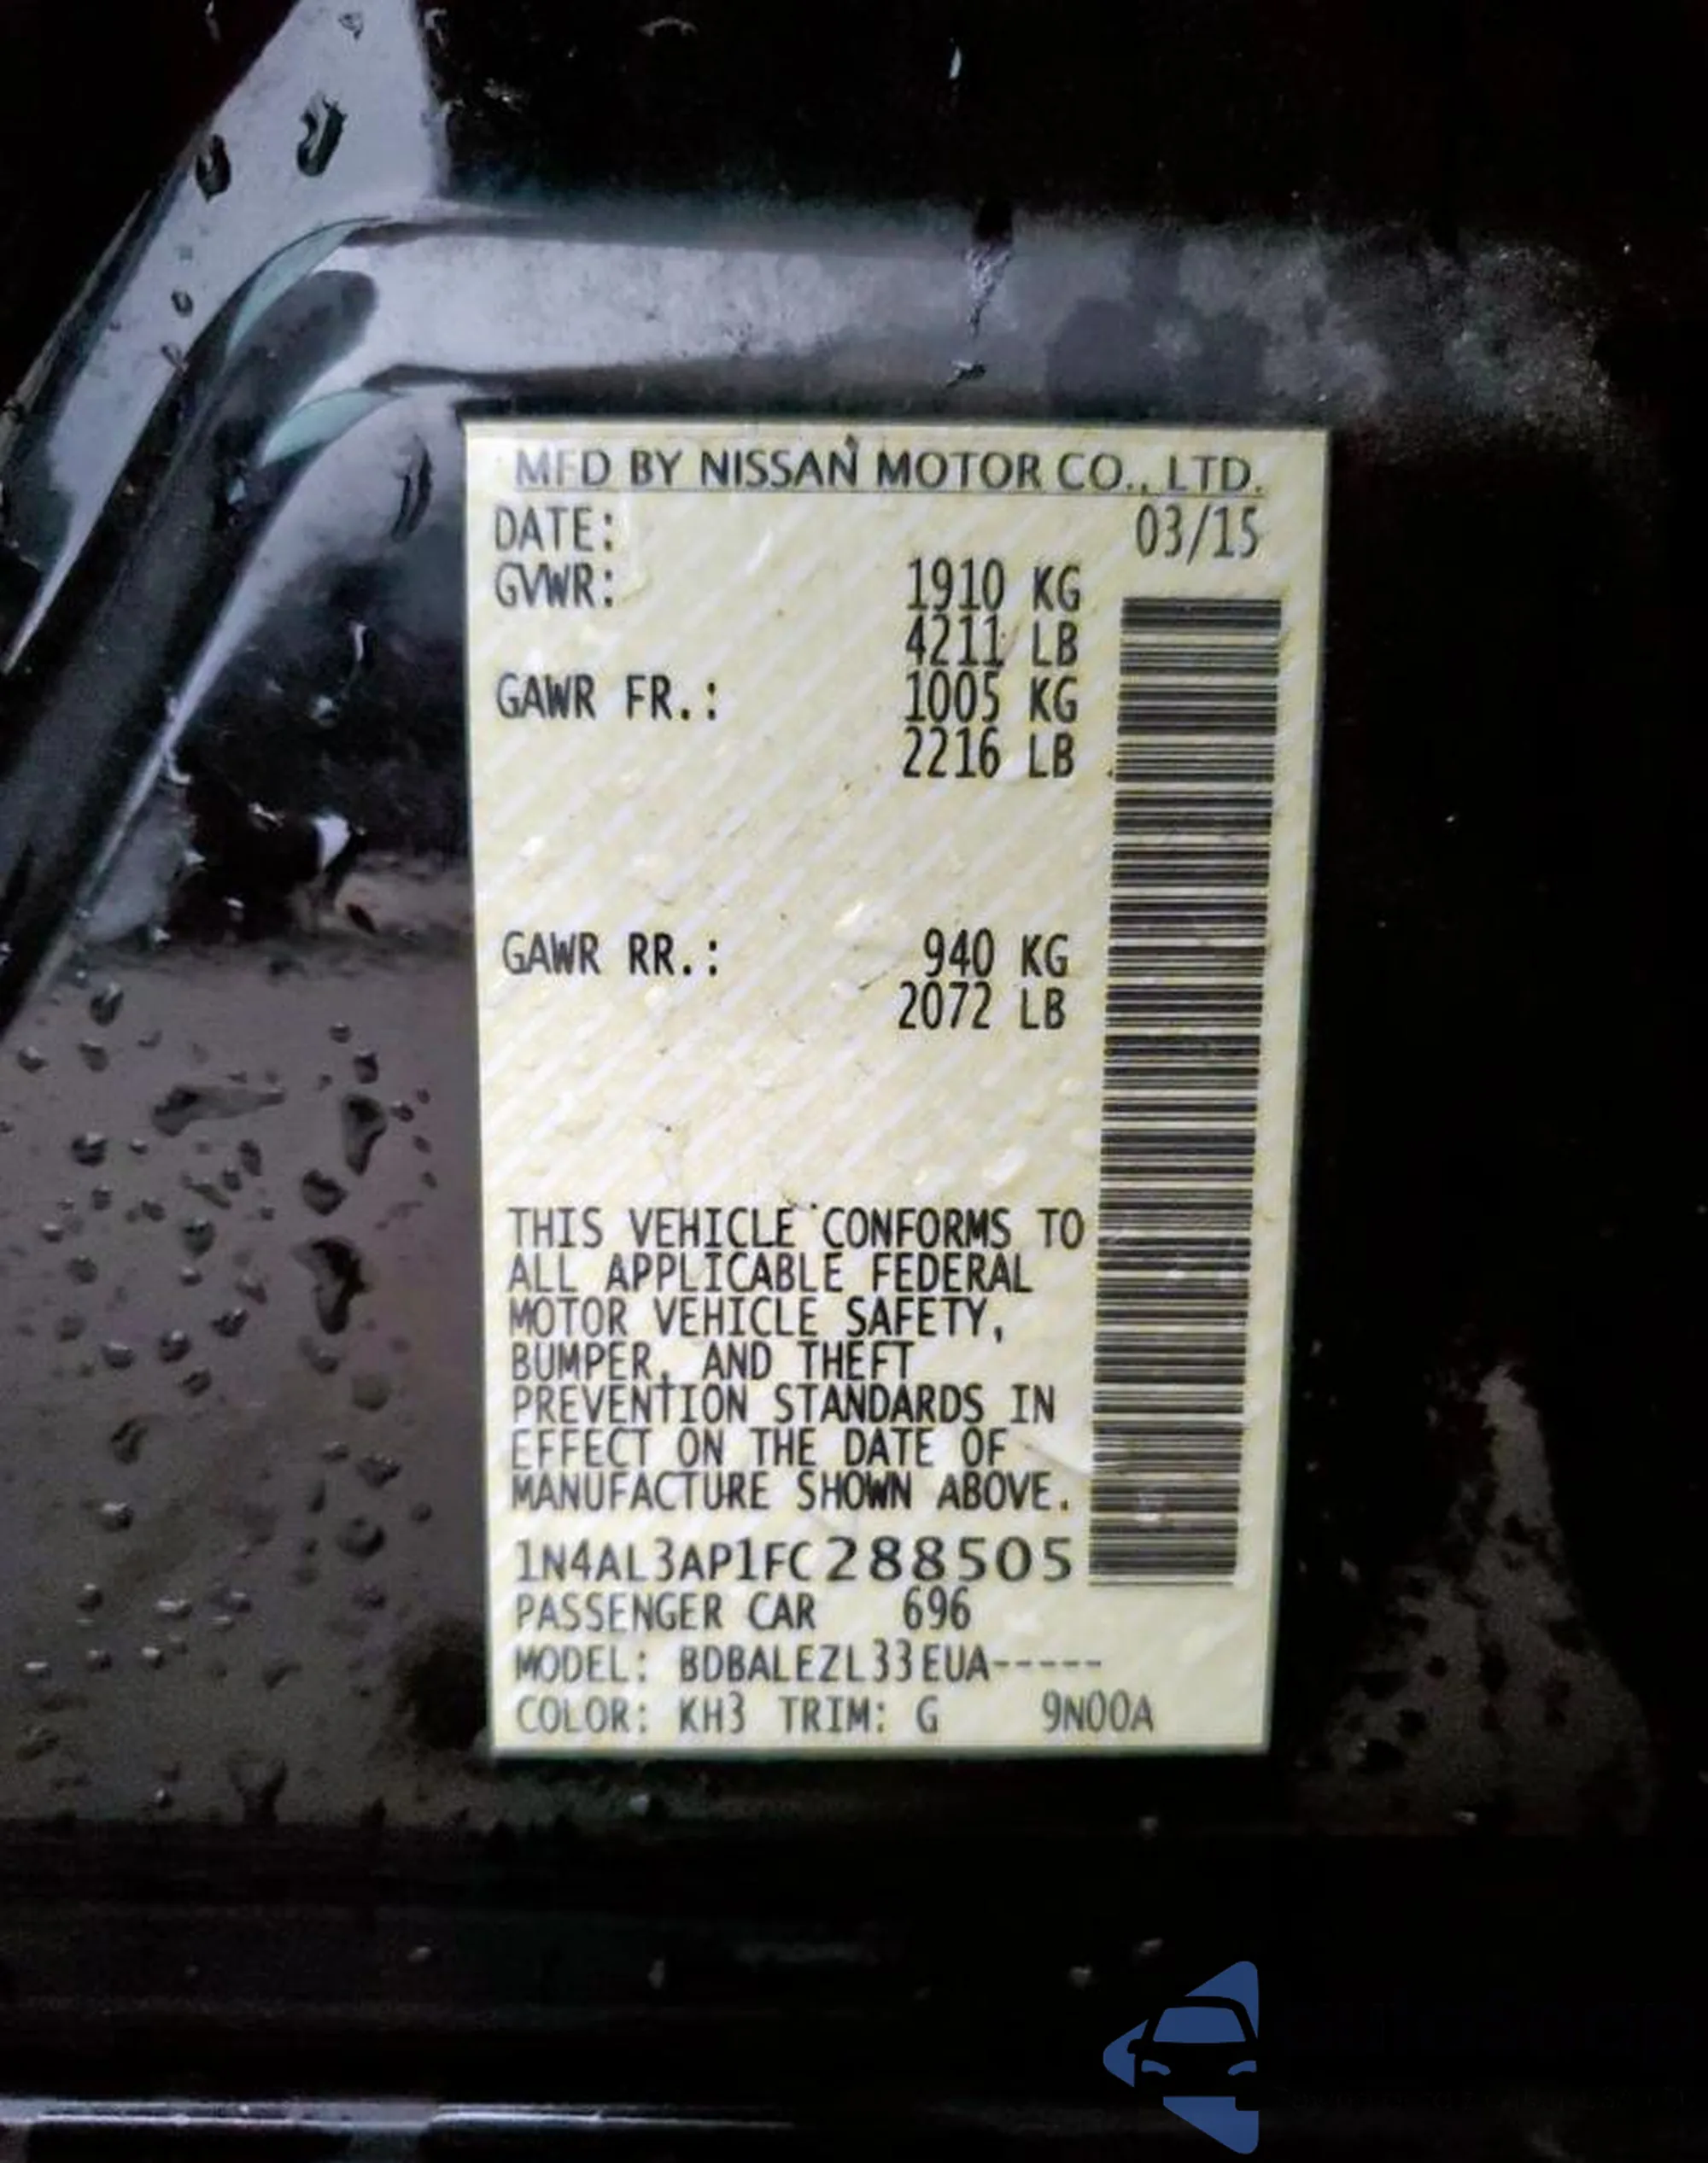 MFD BY NISSAN MOTOR CO., LTD.
DATE: 03/15
GVWR: 1910 KG
4211 LB
GAWR FR.: 1005 KG
2216 LB
GAWR RR.: 940 KG
2072 LB
THIS VEHICLE CONFORMS TO
ALL APPLICABLE FEDERAL
MOTOR VEHICLE SAFETY,
BUMPER, AND THEFT
PREVENTION STANDARDS IN
EFFECT ON THE DATE OF
MANUFACTURE SHOWN ABOVE.
1N4AL3AP1FC288505
PASSENGER CAR 696
MODEL: BDBALEZL33EUA-----
COLOR: KH3 TRIM: G 9N00A